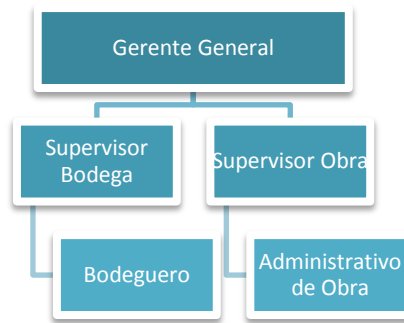 Gerente General
Supervisor
Bodega
Supervisor Obra
Bodeguero
Administrativo
de Obra